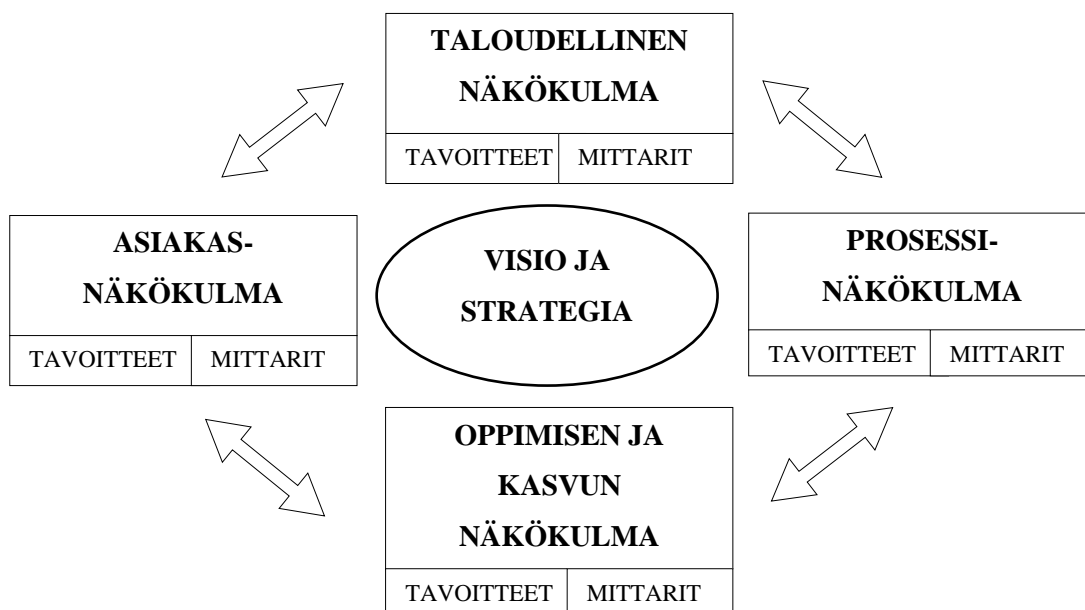 TALOUDELLINEN
NÄKÖKULMA
TAVOITTEET MITTARIT
ASIAKAS-
NÄKÖKULMA
TAVOITTEET MITTARIT
VISIO JA
STRATEGIA
PROSESSI-
NÄKÖKULMA
TAVOITTEET MITTARIT
OPPIMISEN JA
KASVUN
NÄKÖKULMA
TAVOITTEET MITTARIT